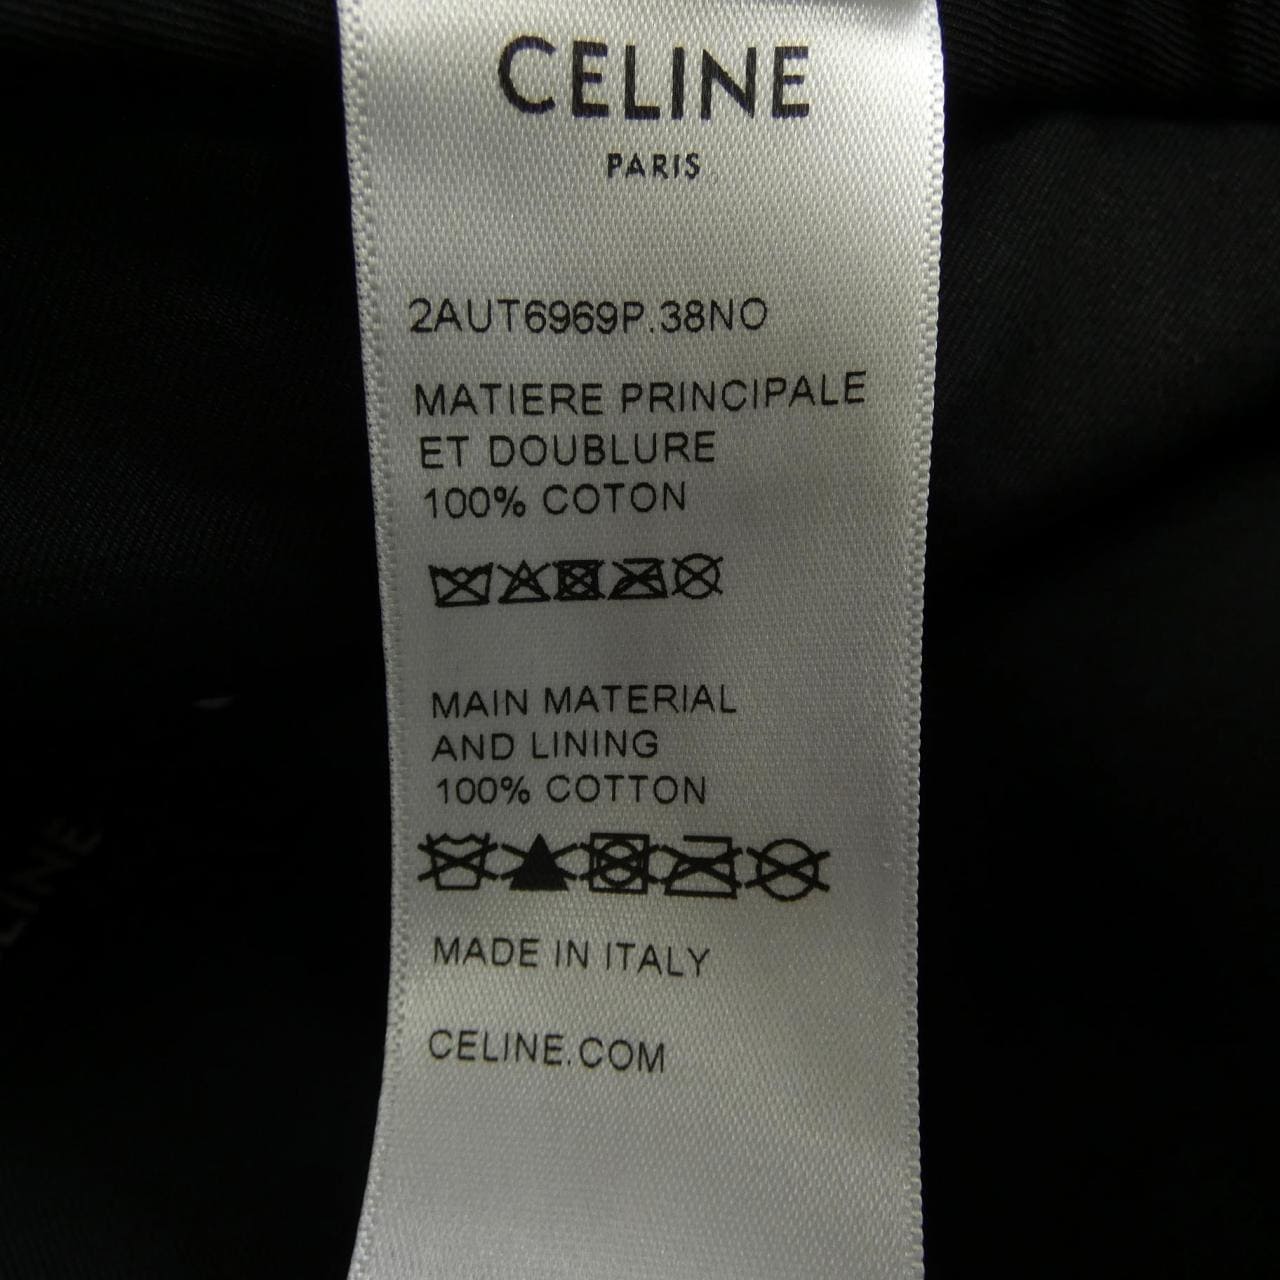 CELINE
PARIS
2AUT6969P.38NO
MATIERE PRINCIPALE
ET DOUBLURE
100% COTON
MAIN MATERIAL
AND LINING
100% COTTON
MADE IN ITALY
CELINE.COM